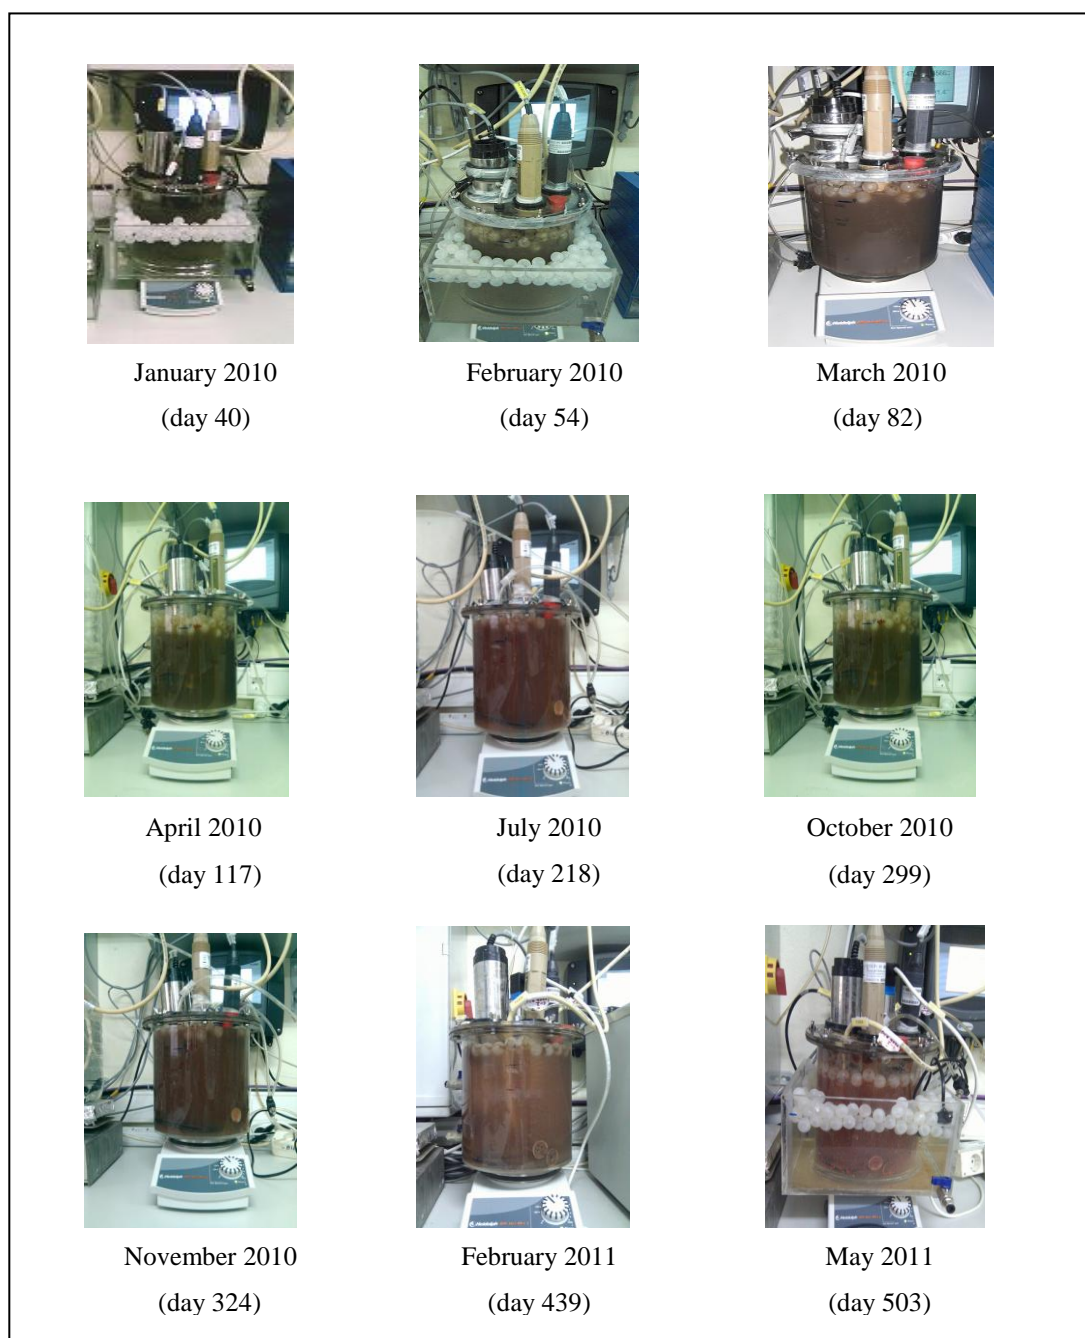 January 2010
February 2010
March 2010
(day 40)
(day 54)
(day 82)
April 2010
July 2010
October 2010
(day 117)
(day 218)
(day 299)
November 2010
February 2011
May 2011
(day 324)
(day 439)
(day 503)